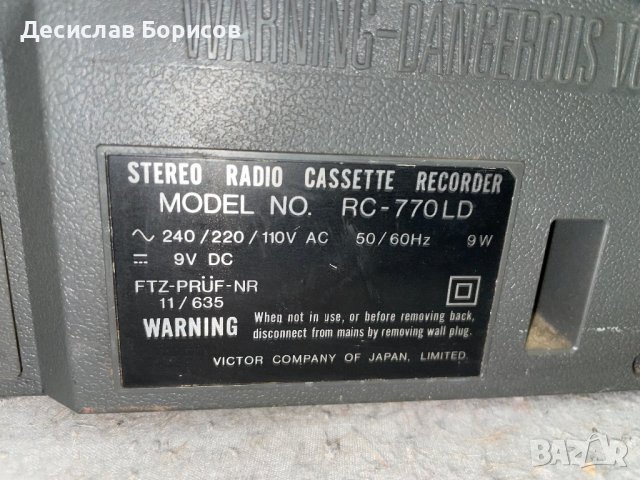 Десислав Борисов
WARNING-DANGEROUS
STEREO RADIO CASSETTE RECORDER
MODEL NO. RC-770LD
∿ 240/220/110V AC 50/60Hz 9W
⎓ 9V DC
FTZ-PRÜF-NR
11/635
WARNING When not in use, or before removing back,
disconnect from mains by removing wall plug.
VICTOR COMPANY OF JAPAN, LIMITED.
BAZAR